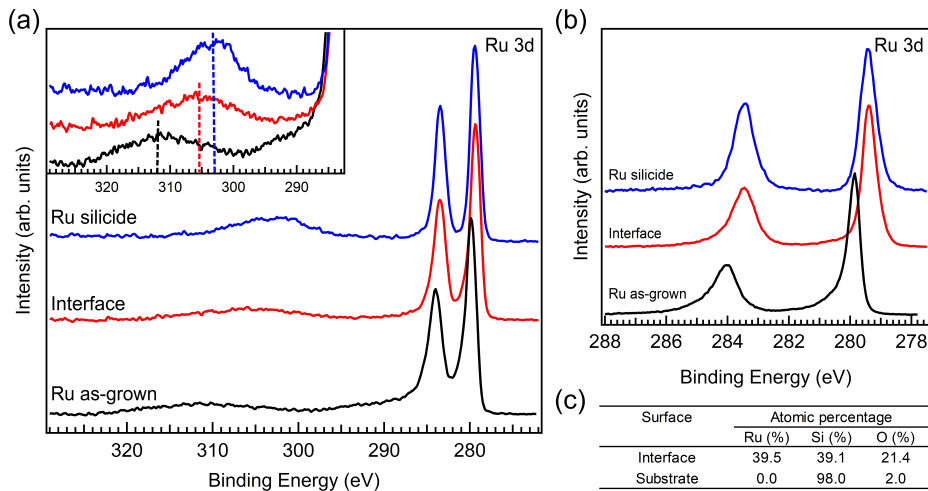 (a)
Ru 3d
320 310 300 290
Intensity (arb. units)
Ru silicide
Interface
Ru as-grown
320 310 300 290 280
Binding Energy (eV)
(b)
Ru 3d
Intensity (arb. units)
Ru silicide
Interface
Ru as-grown
288 286 284 282 280 278
Binding Energy (eV)
(c)
Surface Atomic percentage
Ru (%) Si (%) O (%)
Interface 39.5 39.1 21.4
Substrate 0.0 98.0 2.0